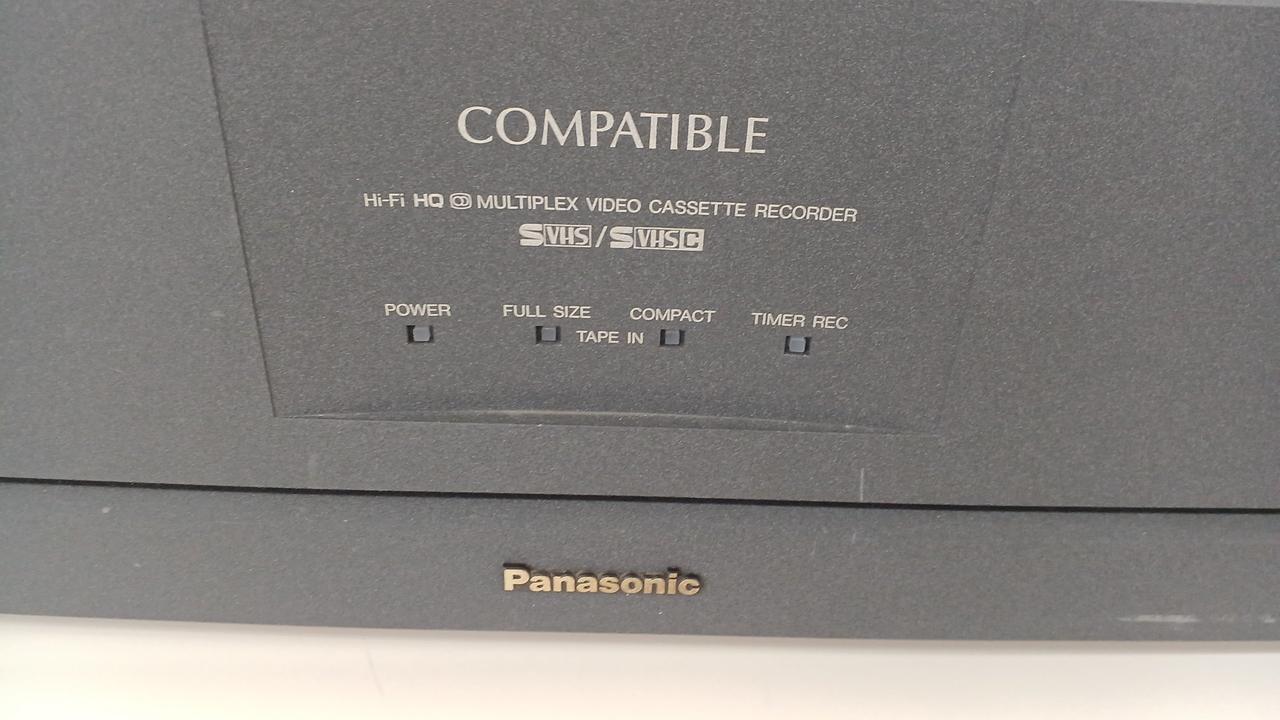 COMPATIBLE
Hi-Fi HQ MULTIPLEX VIDEO CASSETTE RECORDER
SVHS/SVHSC
POWER FULL SIZE COMPACT TIMER REC
TAPE IN
Panasonic